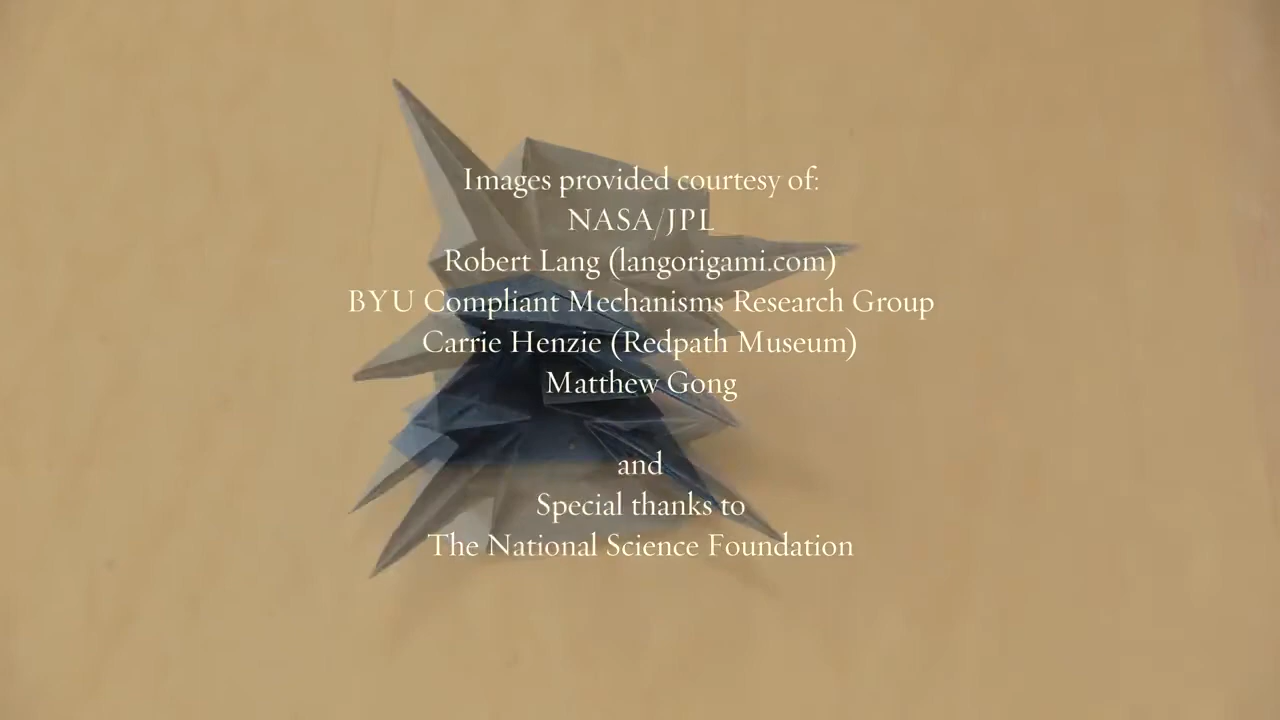 Images provided courtesy of:
NASA/JPL
Robert Lang (langorigami.com)
BYU Compliant Mechanisms Research Group
Carrie Henzie (Redpath Museum)
Matthew Gong
and
Special thanks to
The National Science Foundation